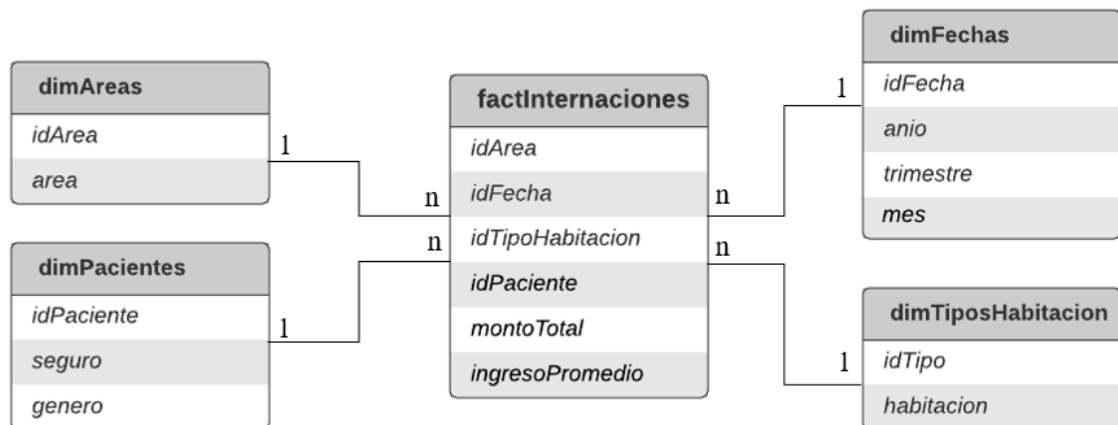 dimAreas
idArea
area
1
n
dimPacientes
idPaciente
seguro
genero
1
n
factInternaciones
idArea
idFecha
idTipoHabitacion
idPaciente
montoTotal
ingresoPromedio
dimFechas
idFecha
anio
trimestre
mes
1
n
dimTiposHabitacion
idTipo
habitacion
1
n